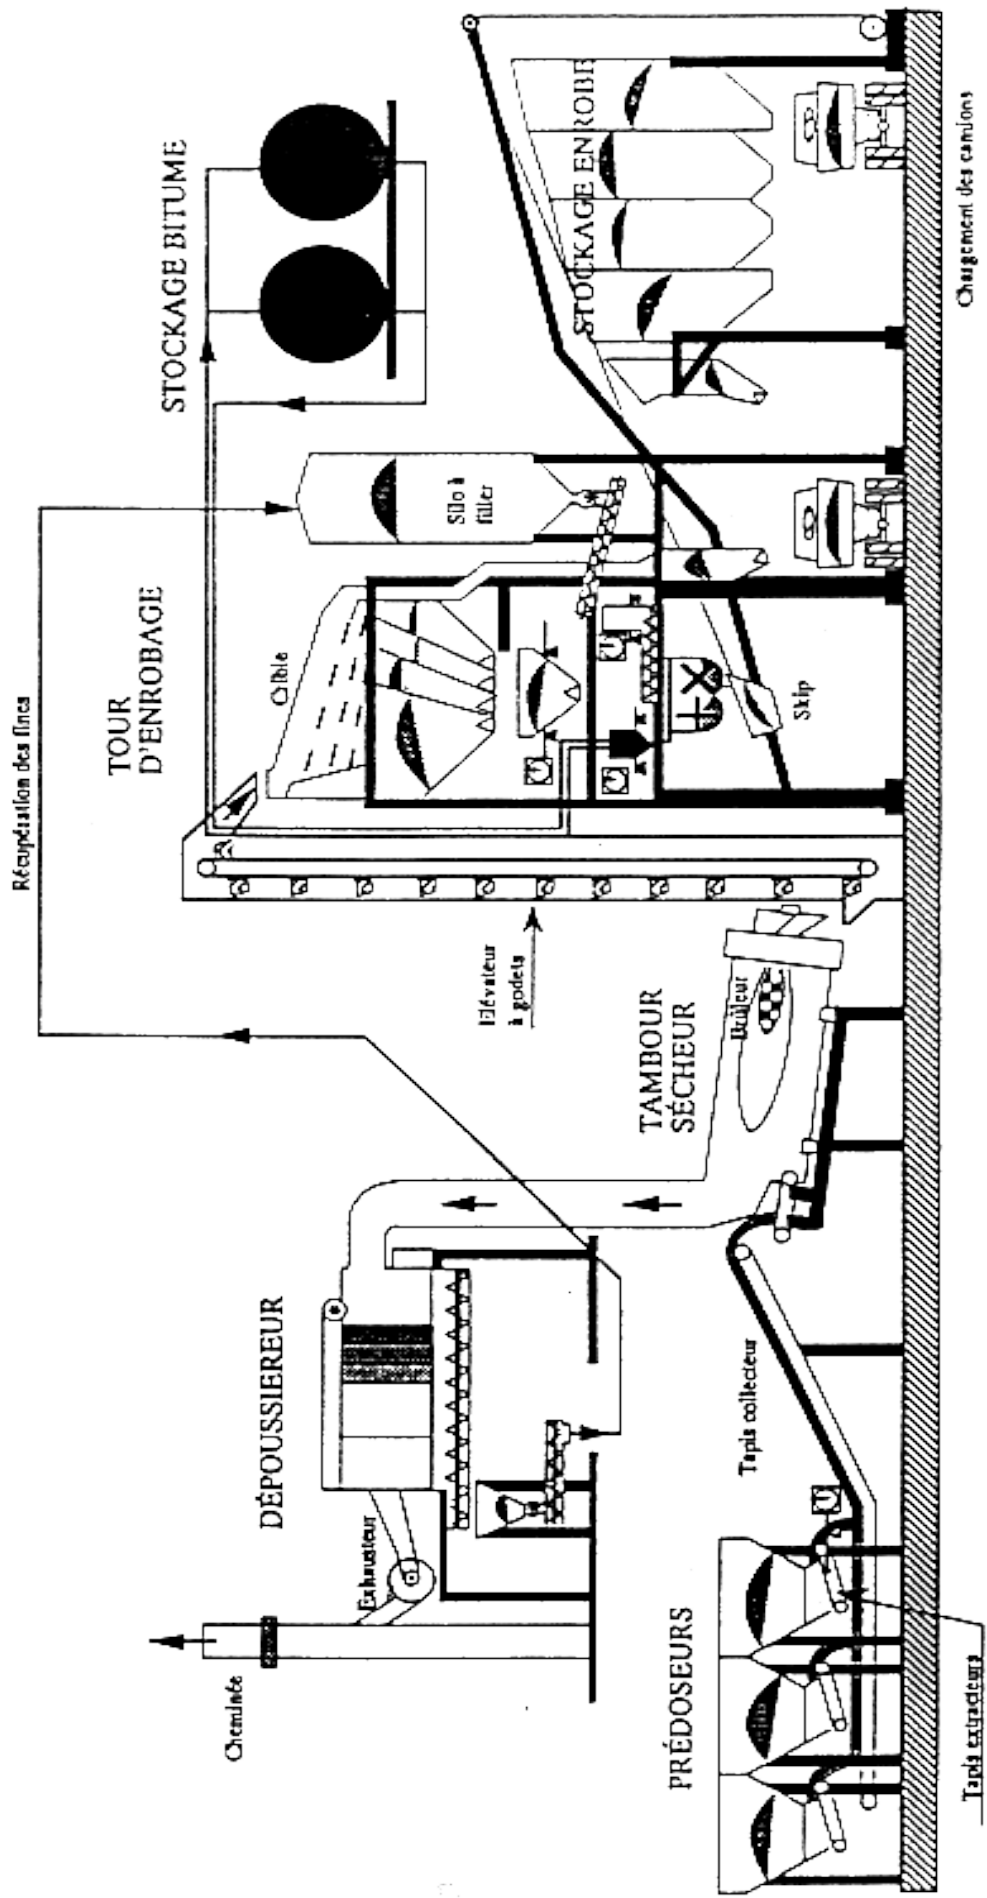 Cheminée
Exhausteur
DÉPOUSSIEREUR
Récupération des fines
TOUR
D'ENROBAGE
STOCKAGE BITUME
Crible
Silo à
filler
Elévateur
à godets
STOCKAGE ENROBE
TAMBOUR
SÉCHEUR
Brûleur
Skip
PRÉDOSEURS
Tapis collecteur
Tapis extracteurs
Chargement des camions